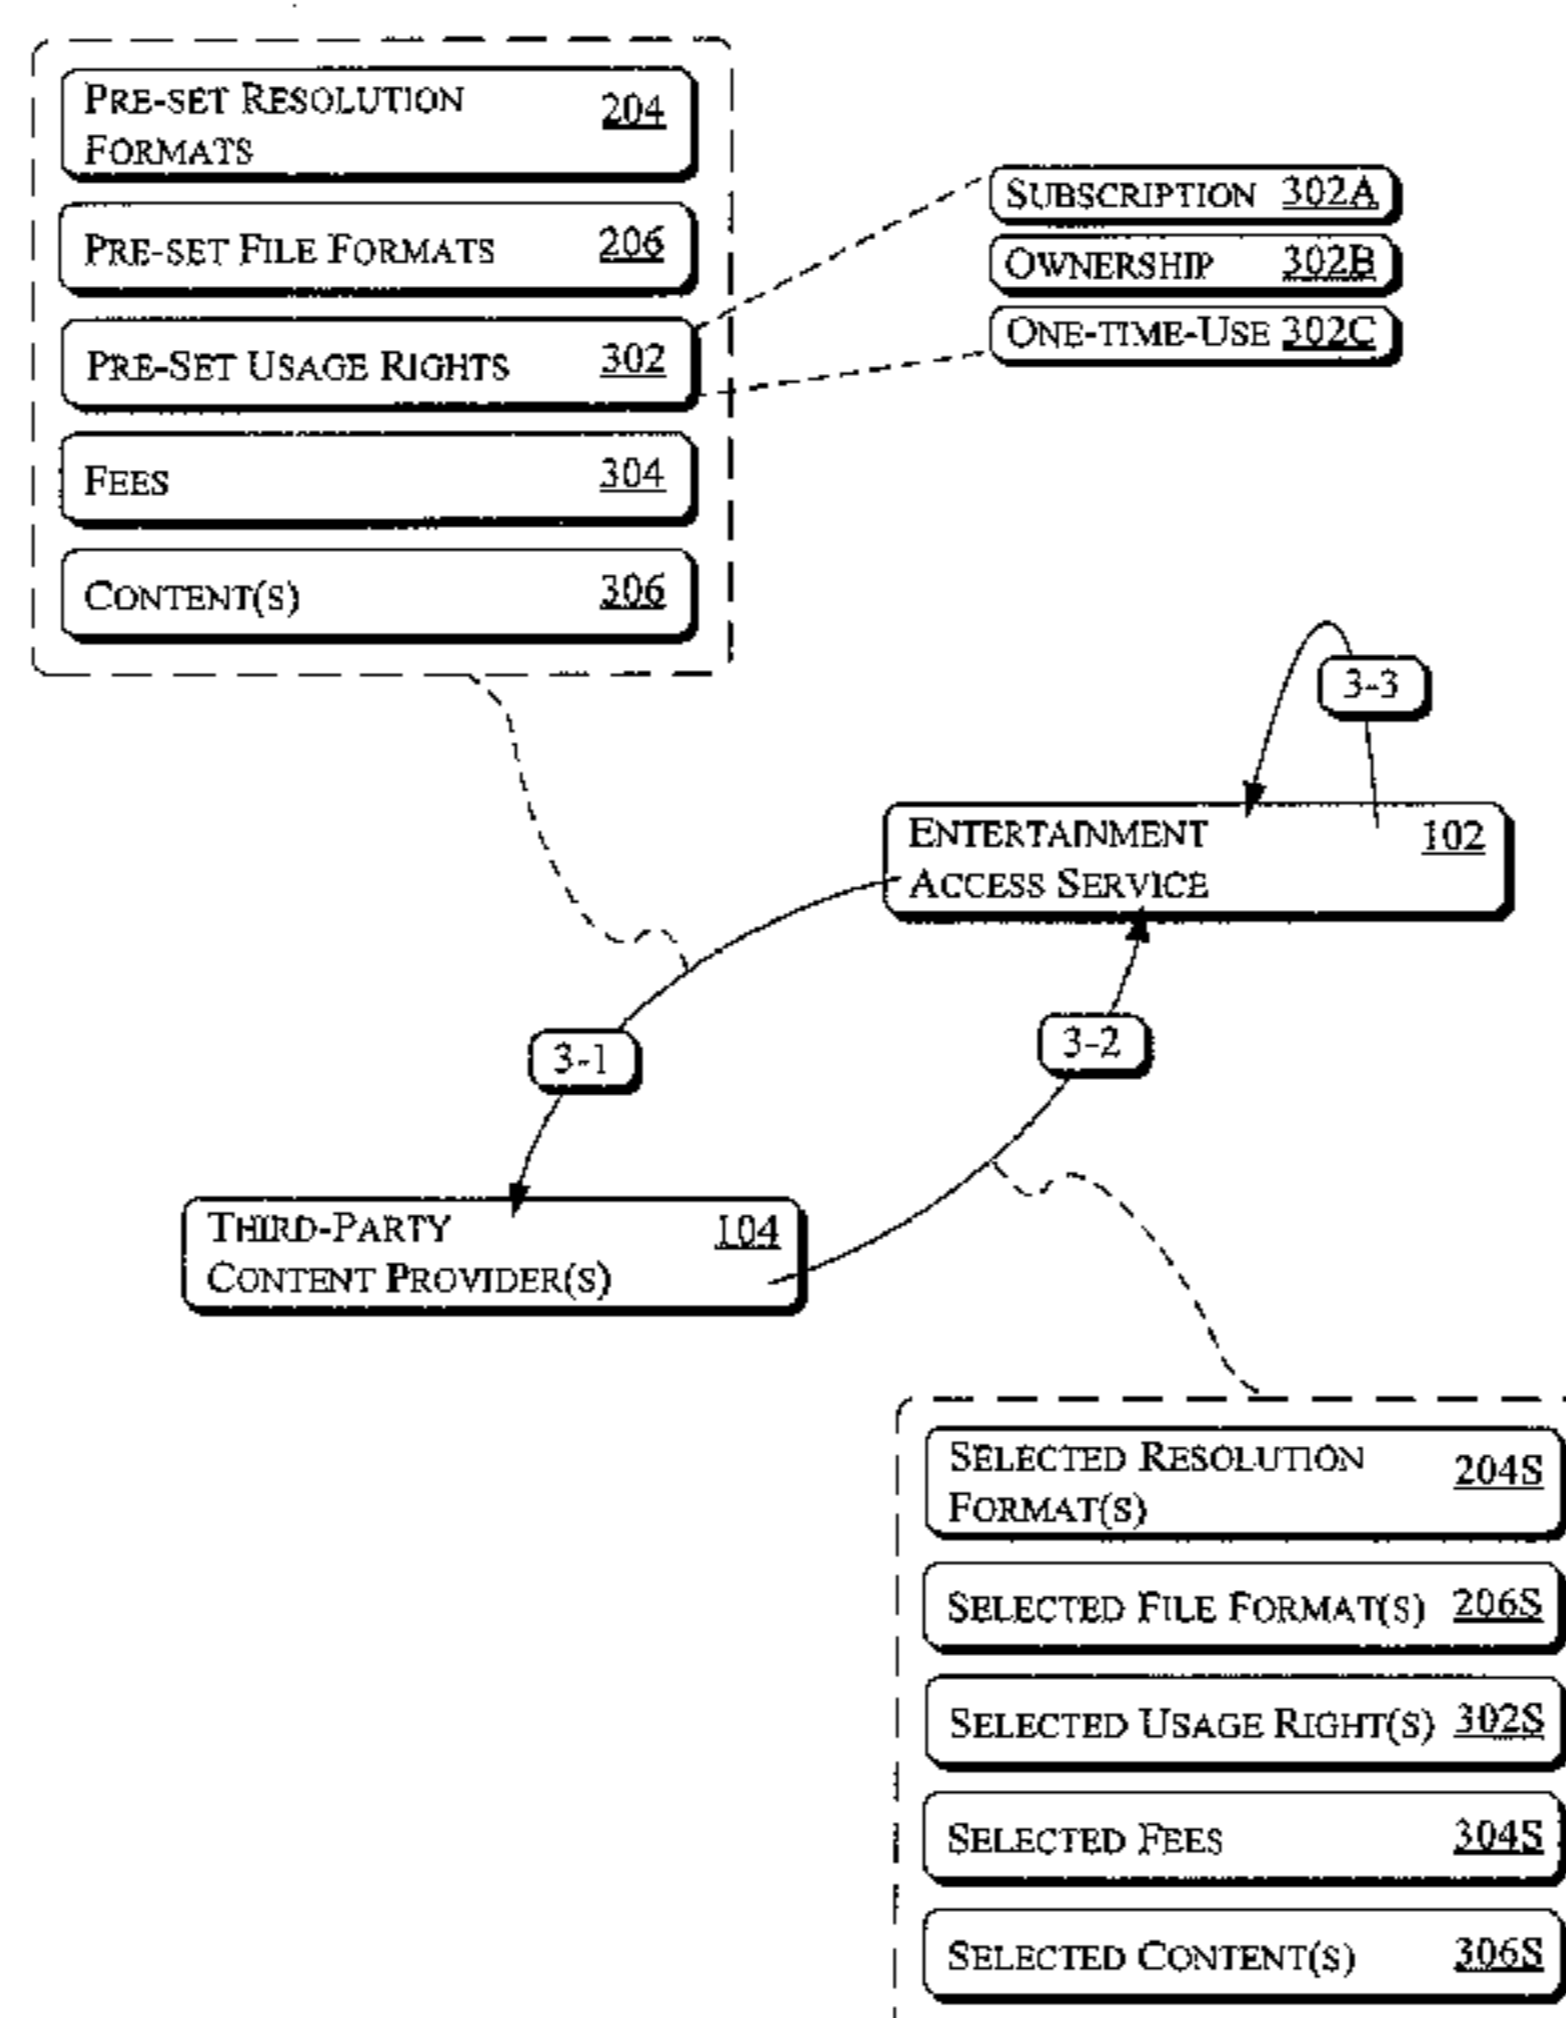 PRE-SET RESOLUTION 204
FORMATS
PRE-SET FILE FORMATS 206
PRE-SET USAGE RIGHTS 302
FEES 304
CONTENT(S) 306
SUBSCRIPTION 302A
OWNERSHIP 302B
ONE-TIME-USE 302C
3-3
ENTERTAINMENT 102
ACCESS SERVICE
3-1
3-2
THIRD-PARTY 104
CONTENT PROVIDER(S)
SELECTED RESOLUTION 204S
FORMAT(S)
SELECTED FILE FORMAT(S) 206S
SELECTED USAGE RIGHT(S) 302S
SELECTED FEES 304S
SELECTED CONTENT(S) 306S